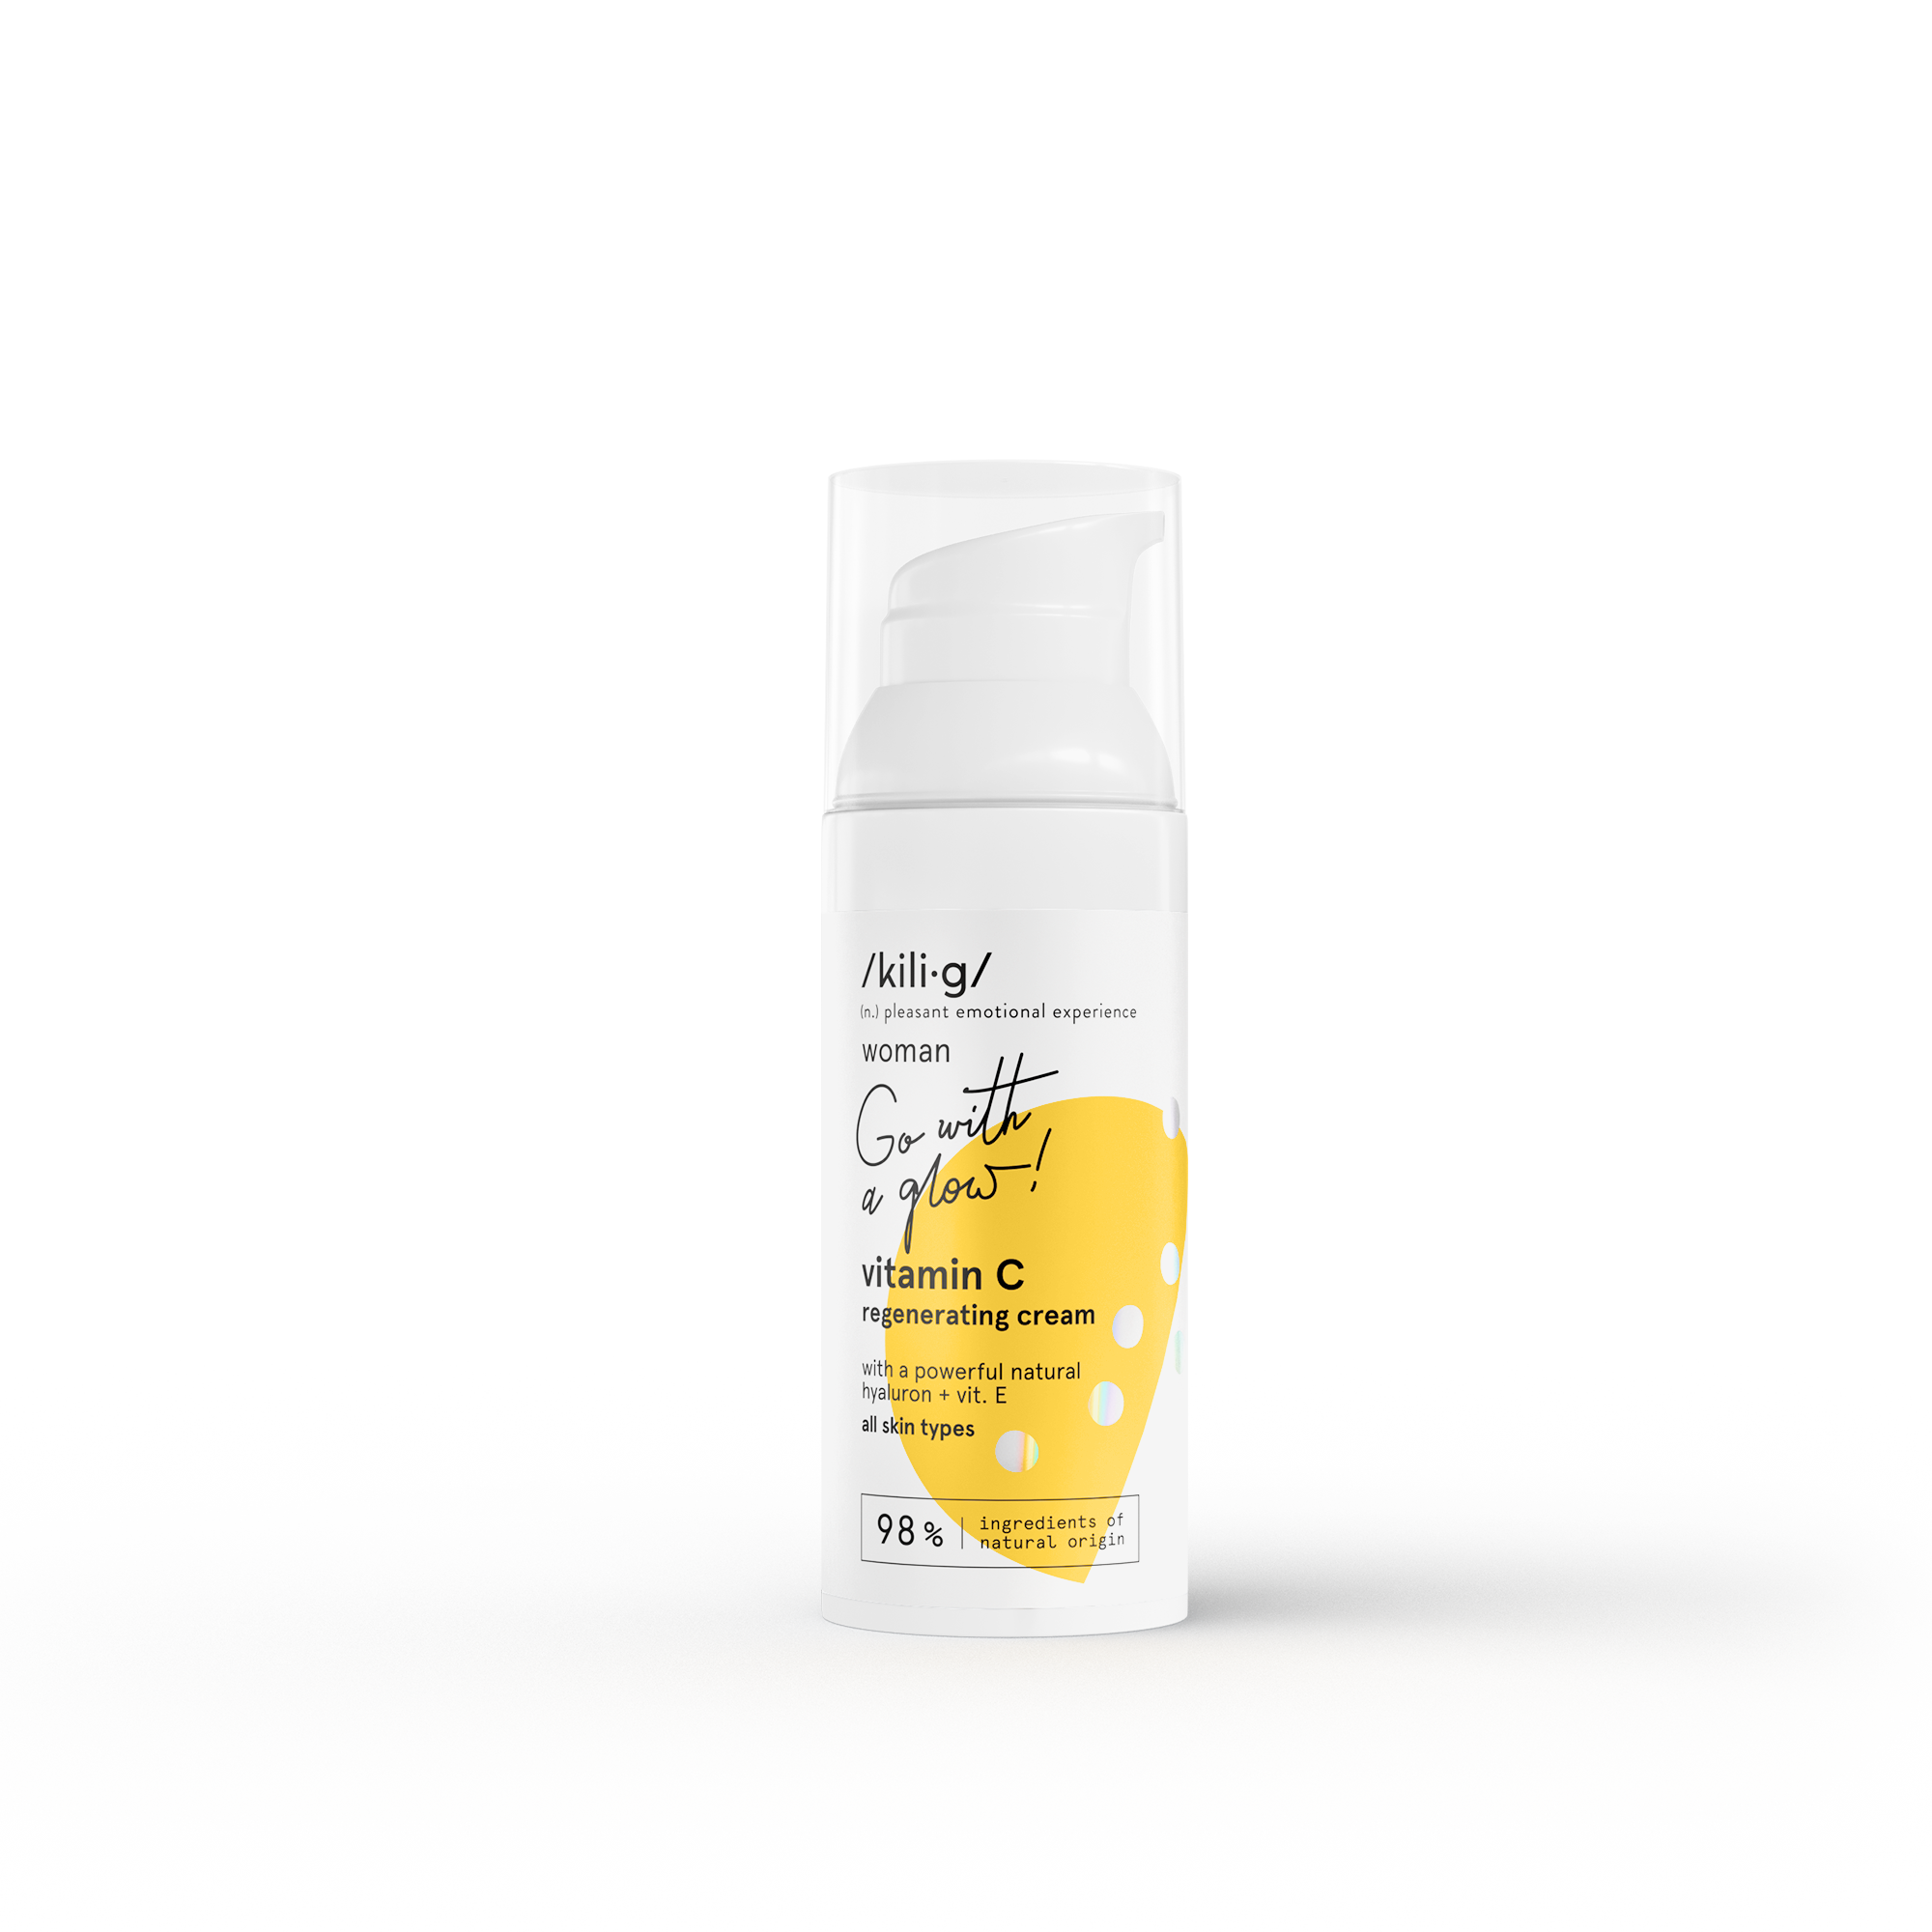 /kili·g/
(n.) pleasant emotional experience
woman
Go with
a glow!
vitamin C
regenerating cream
with a powerful natural
hyaluron + vit. E
all skin types
98 % | ingredients of
natural origin